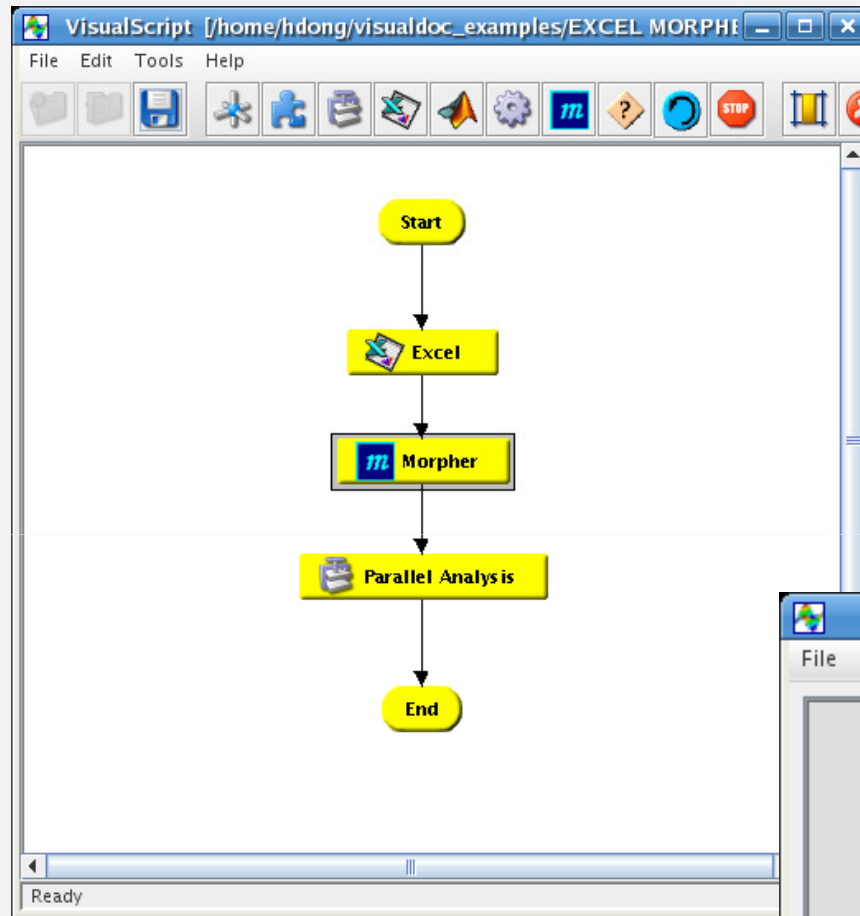 VisualScript [/home/hdong/visualdoc_examples/EXCEL MORPHE
File Edit Tools Help
m ? STOP
Start
Excel
m Morpher
Parallel Analysis
End
File
Ready